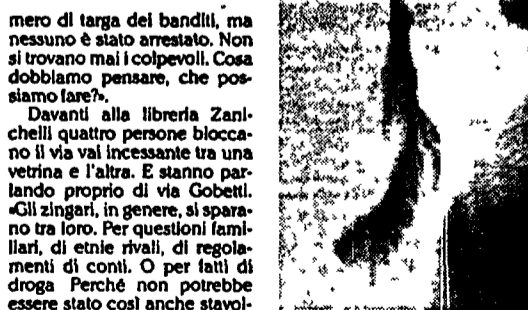 mero di targa dei banditi, ma
nessuno è stato arrestato. Non
si trovano mai i colpevoli. Cosa
dobbiamo pensare, che pos-
siamo fare?».
Davanti alla libreria Zani-
chelli quattro persone blocca-
no il via vai incessante tra una
vetrina e l'altra. E stanno par-
lando proprio di via Gobetti.
«Gli zingari, in genere, si spara-
no tra loro. Per questioni fami-
liari, di etnie rivali, di regola-
menti di conti. O per fatti di
droga Perché non potrebbe
essere stato così anche stavol-